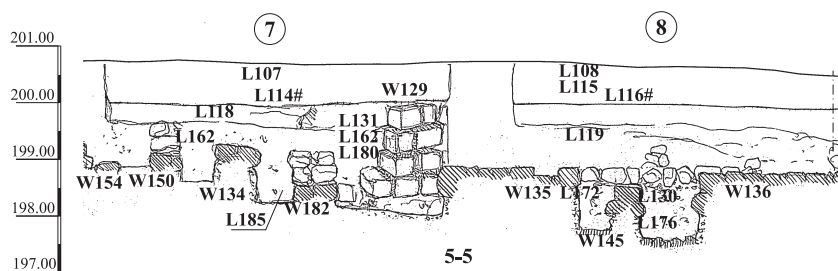 7
8
201.00
200.00
199.00
198.00
197.00
L107
L114#
W129
L108
L115
L116#
L118
L131
L162
L162
L180
L119
W154
W150
W134
L185
W182
W135
L172
L130
W136
L176
W145
5-5